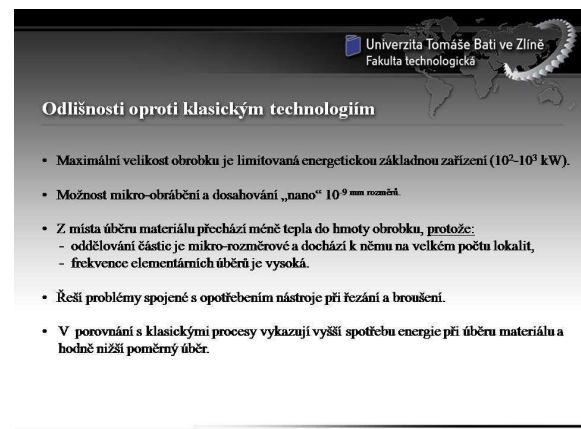 Univerzita Tomáše Bati ve Zlíně
Fakulta technologická
Odlišnosti oproti klasickým technologiím
• Maximální velikost obrobku je limitovaná energetickou základnou zařízení (10²-10³ kW).
• Možnost mikro-obrábění a dosahování „nano“ 10⁻⁹ mm rozměrů.
• Z místa úběru materiálu přechází méně tepla do hmoty obrobku, protože:
- oddělování částic je mikro-rozměrové a dochází k němu na velkém počtu lokalit,
- frekvence elementárních úběrů je vysoká.
• Řeší problémy spojené s opotřebením nástroje při řezání a broušení.
• V porovnání s klasickými procesy vykazují vyšší spotřebu energie při úběru materiálu a
hodně nižší poměrný úběr.